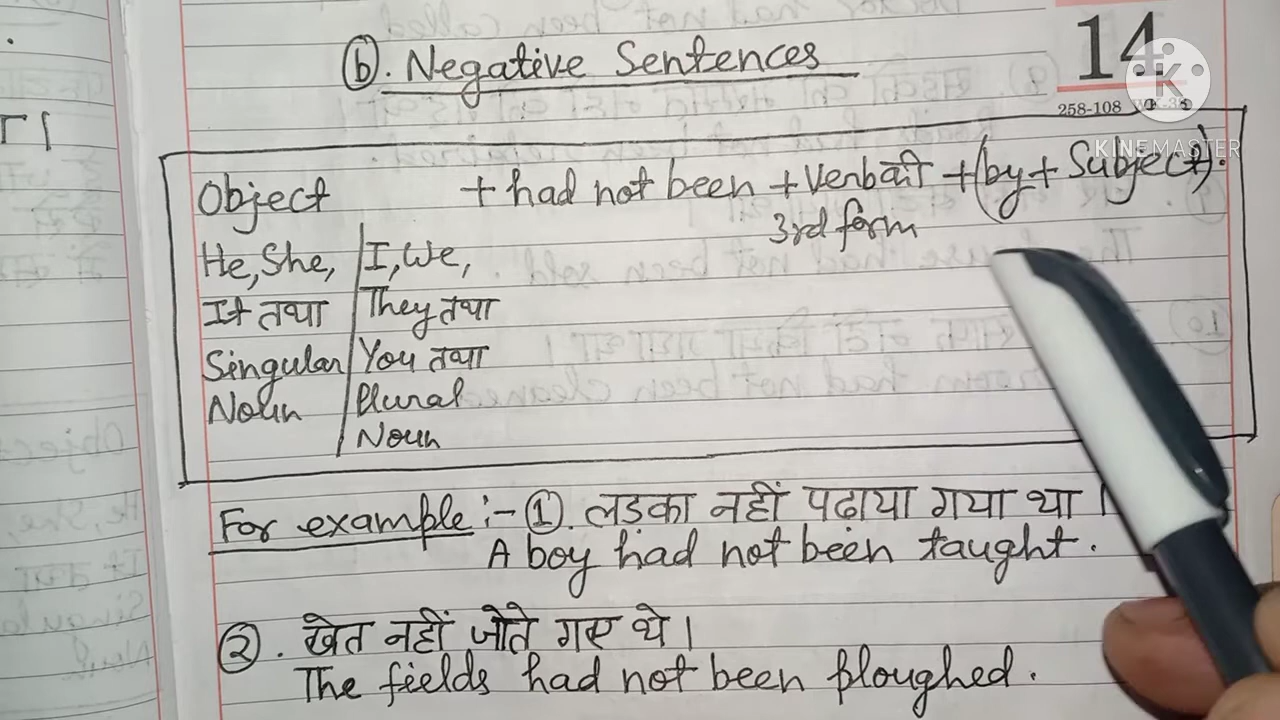 14
258-108
KINEMASTER
(b). Negative Sentences
Object + had not been + Verb की + (by + Subject).
3rd form
He, She, | I, We,
It तथा | They तथा
Singular | You तथा
Noun | Plural
Noun
For example :- (1). लड़का नहीं पढाया गया था ।
A boy had not been taught.
(2). खेत नहीं जोते गए थे ।
The fields had not been ploughed.